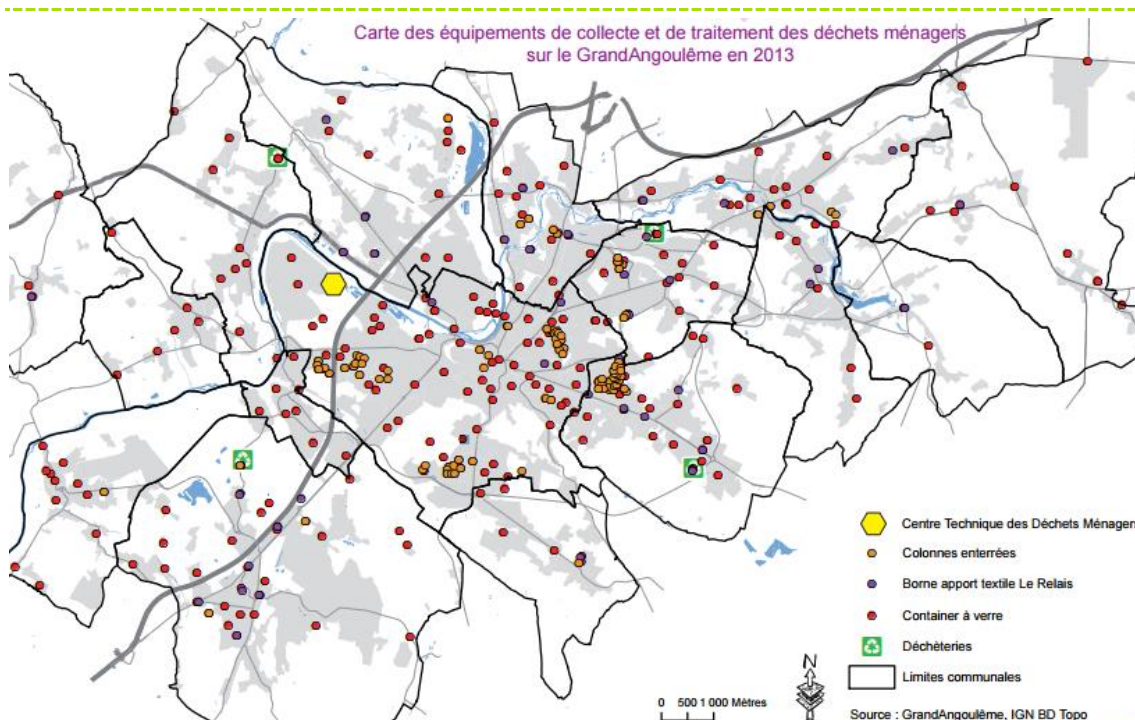 Carte des équipements de collecte et de traitement des déchets ménagers
sur le GrandAngoulême en 2013
Centre Technique des Déchets Ménager
Colonnes enterrées
Borne apport textile Le Relais
Container à verre
Déchèteries
Limites communales
N
0 500 1 000 Mètres
Source : GrandAngoulême, IGN BD Topo